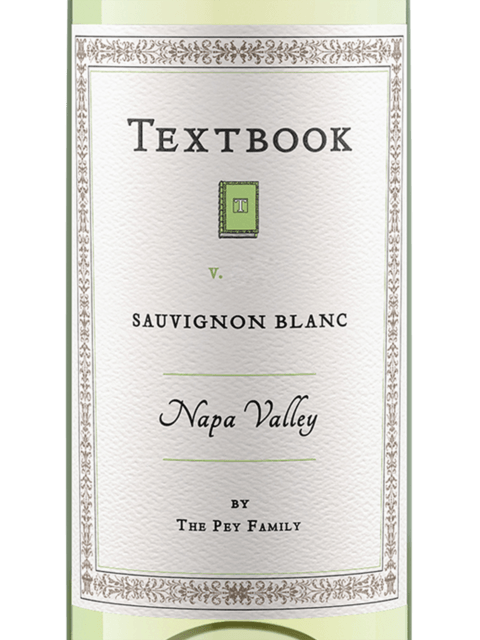 TEXTBOOK
T
V.
SAUVIGNON BLANC
Napa Valley
BY
THE PEY FAMILY